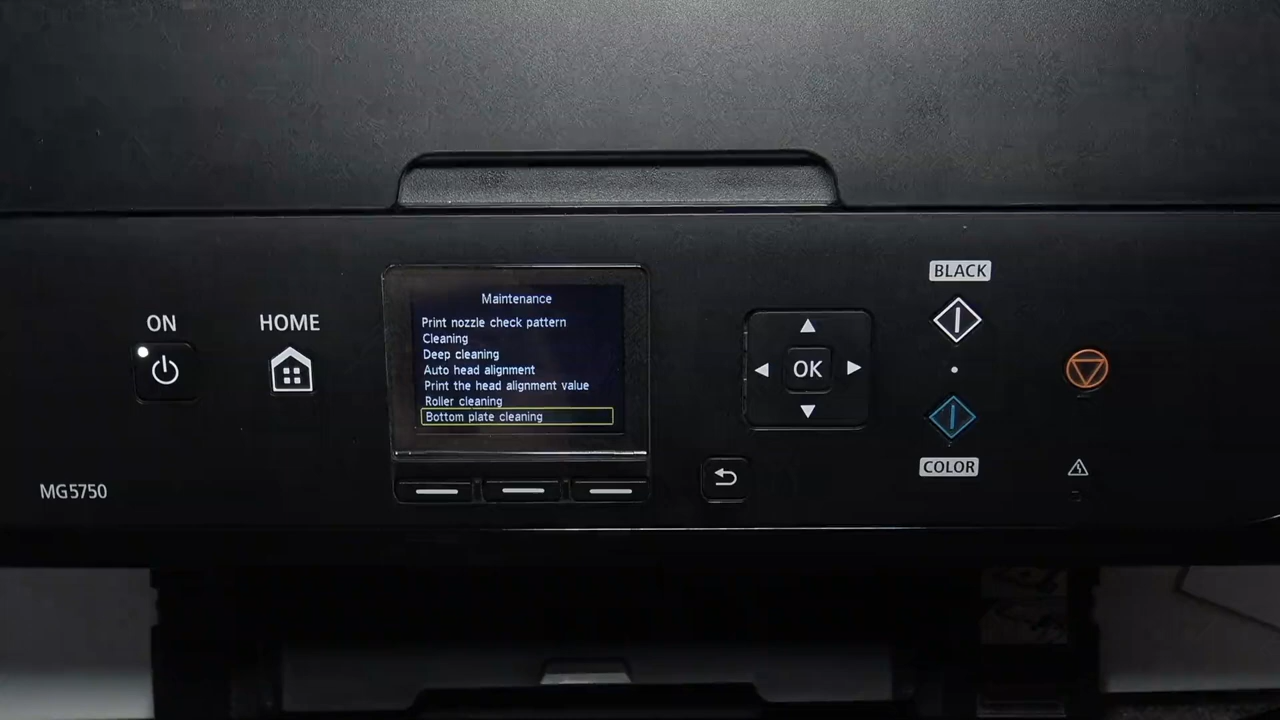 BLACK
Maintenance
Print nozzle check pattern
Cleaning
Deep cleaning
Auto head alignment
Print the head alignment value
Roller cleaning
Bottom plate cleaning
ON
HOME
OK
COLOR
MG5750